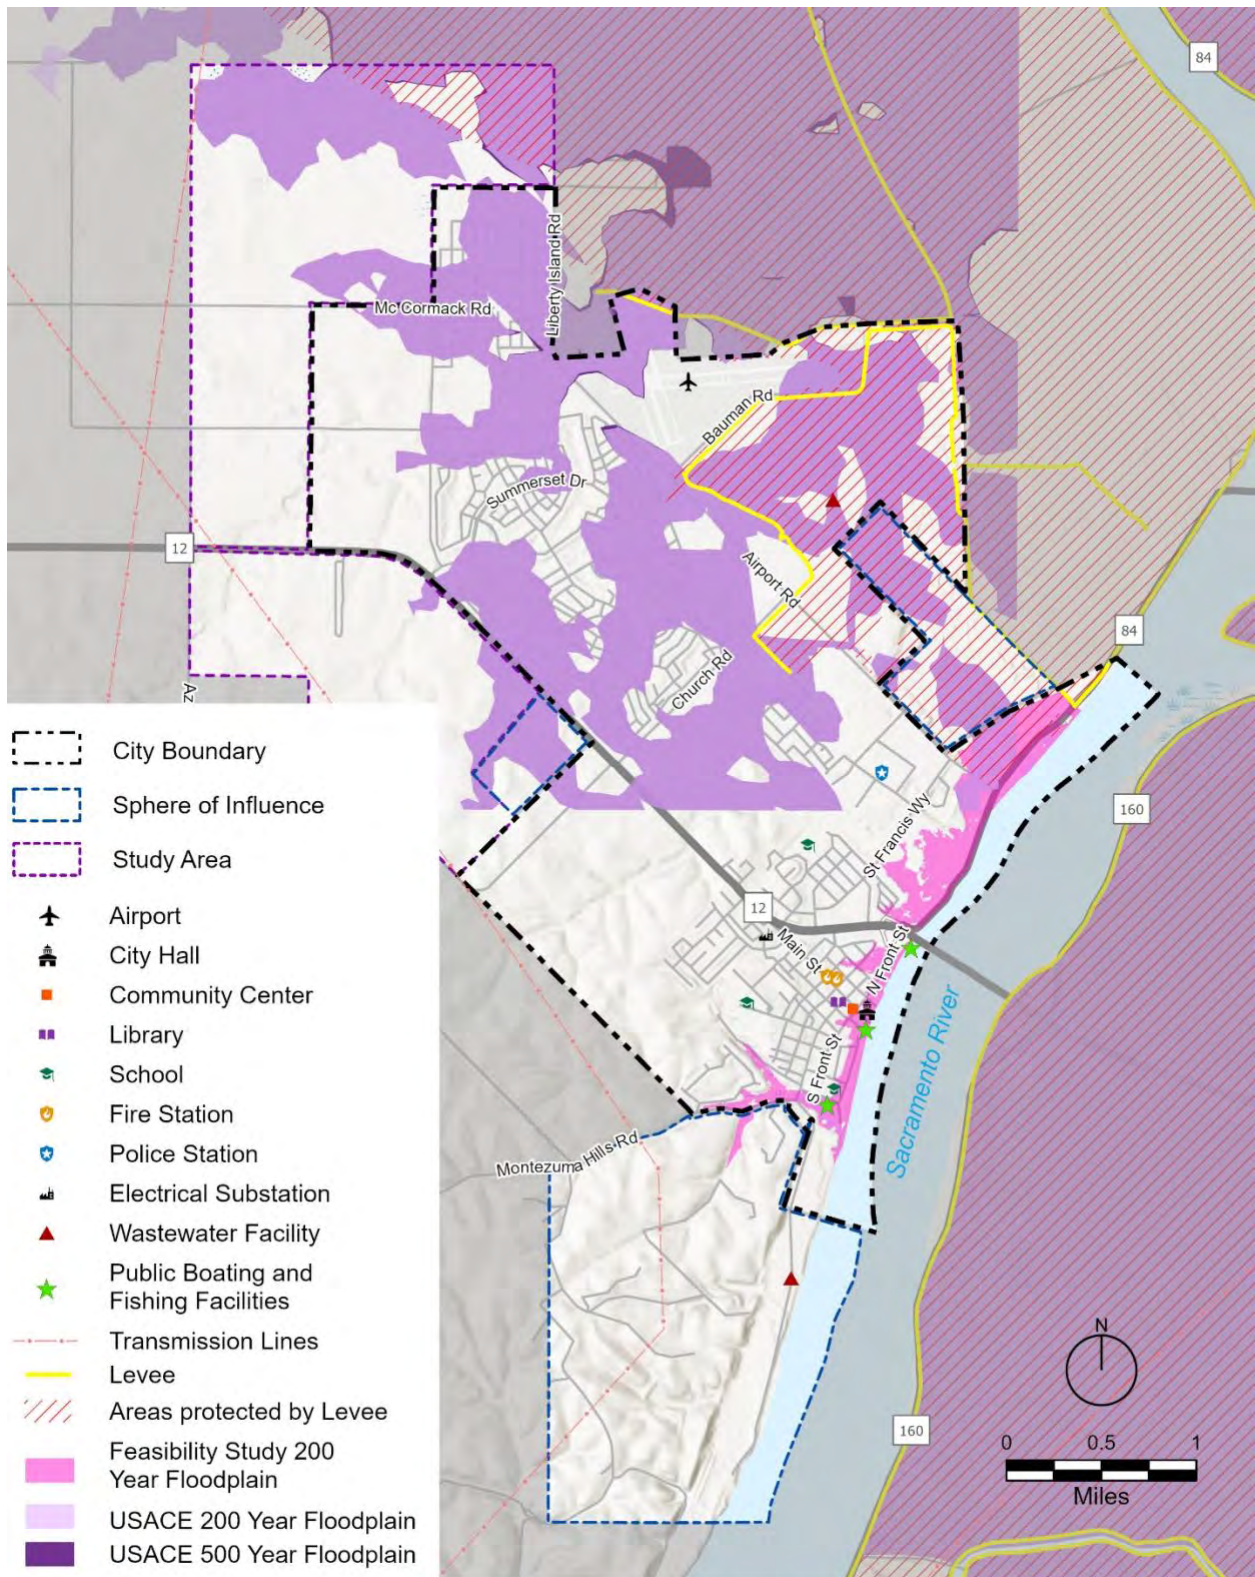 84
Liberty Island Rd
Mc Cormack Rd
Bauman Rd
Summerset Dr
12
Airport Rd
84
Church Rd
Az
160
St Francis Wy
12
Main St
N Front St
S Front St
Sacramento River
Montezuma Hills Rd
City Boundary
Sphere of Influence
Study Area
Airport
City Hall
Community Center
Library
School
Fire Station
Police Station
Electrical Substation
Wastewater Facility
Public Boating and
Fishing Facilities
Transmission Lines
Levee
Areas protected by Levee
Feasibility Study 200
Year Floodplain
USACE 200 Year Floodplain
USACE 500 Year Floodplain
N
160
0 0.5 1
Miles